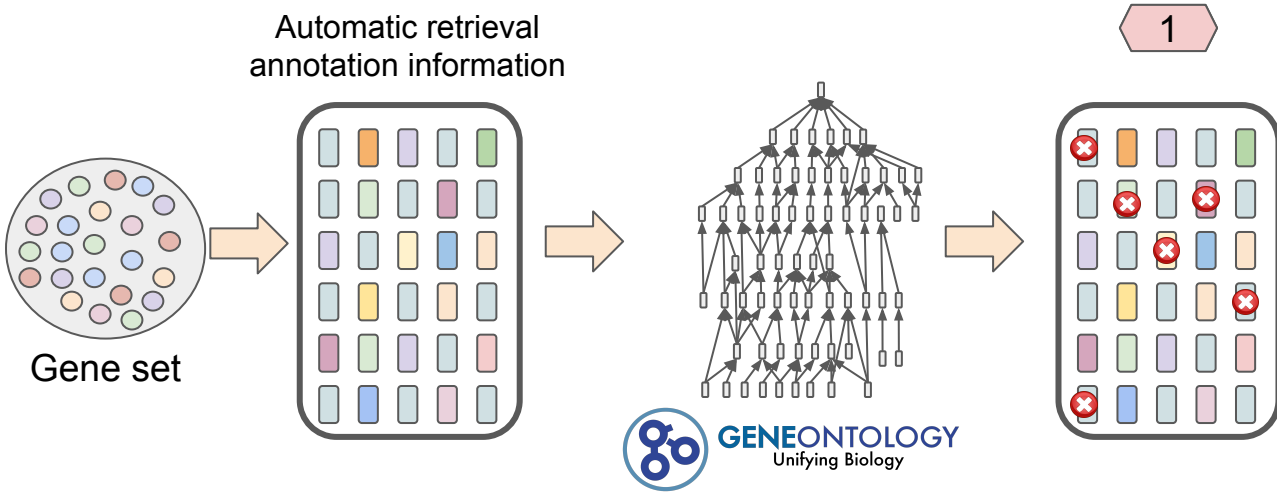 Automatic retrieval
annotation information
1
Gene set
GENEONTOLOGY
Unifying Biology